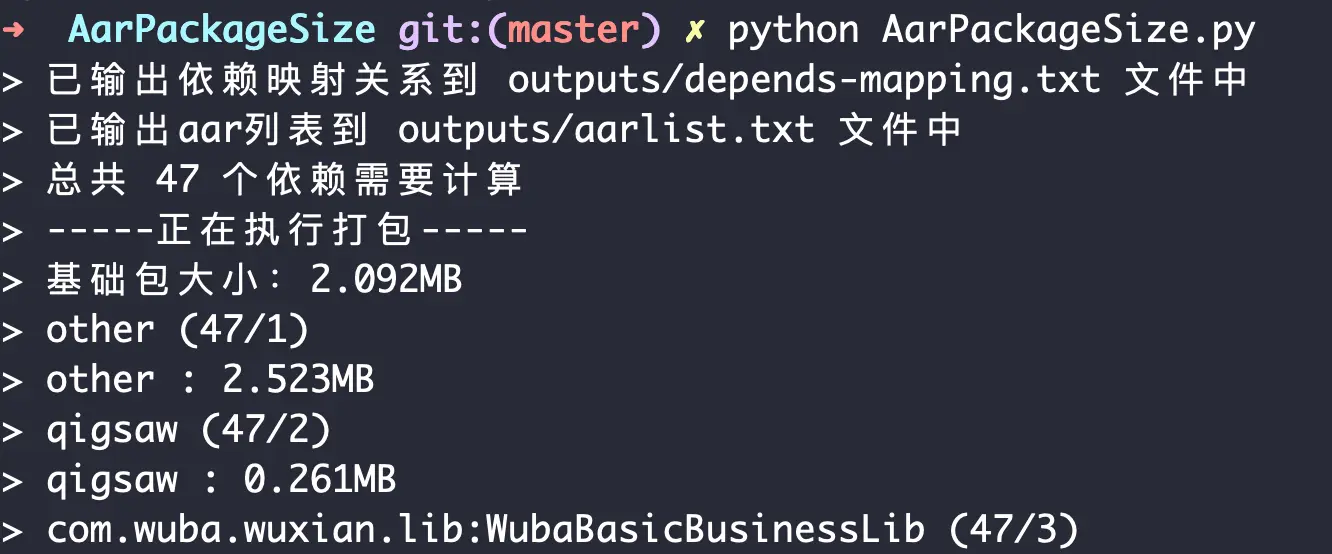 ➜  AarPackageSize git:(master) ✗ python AarPackageSize.py
> 已输出依赖映射关系到 outputs/depends-mapping.txt 文件中
> 已输出aar列表到 outputs/aarlist.txt 文件中
> 总共 47 个依赖需要计算
> -----正在执行打包-----
> 基础包大小：2.092MB
> other (47/1)
> other : 2.523MB
> qigsaw (47/2)
> qigsaw : 0.261MB
> com.wuba.wuxian.lib:WubaBasicBusinessLib (47/3)